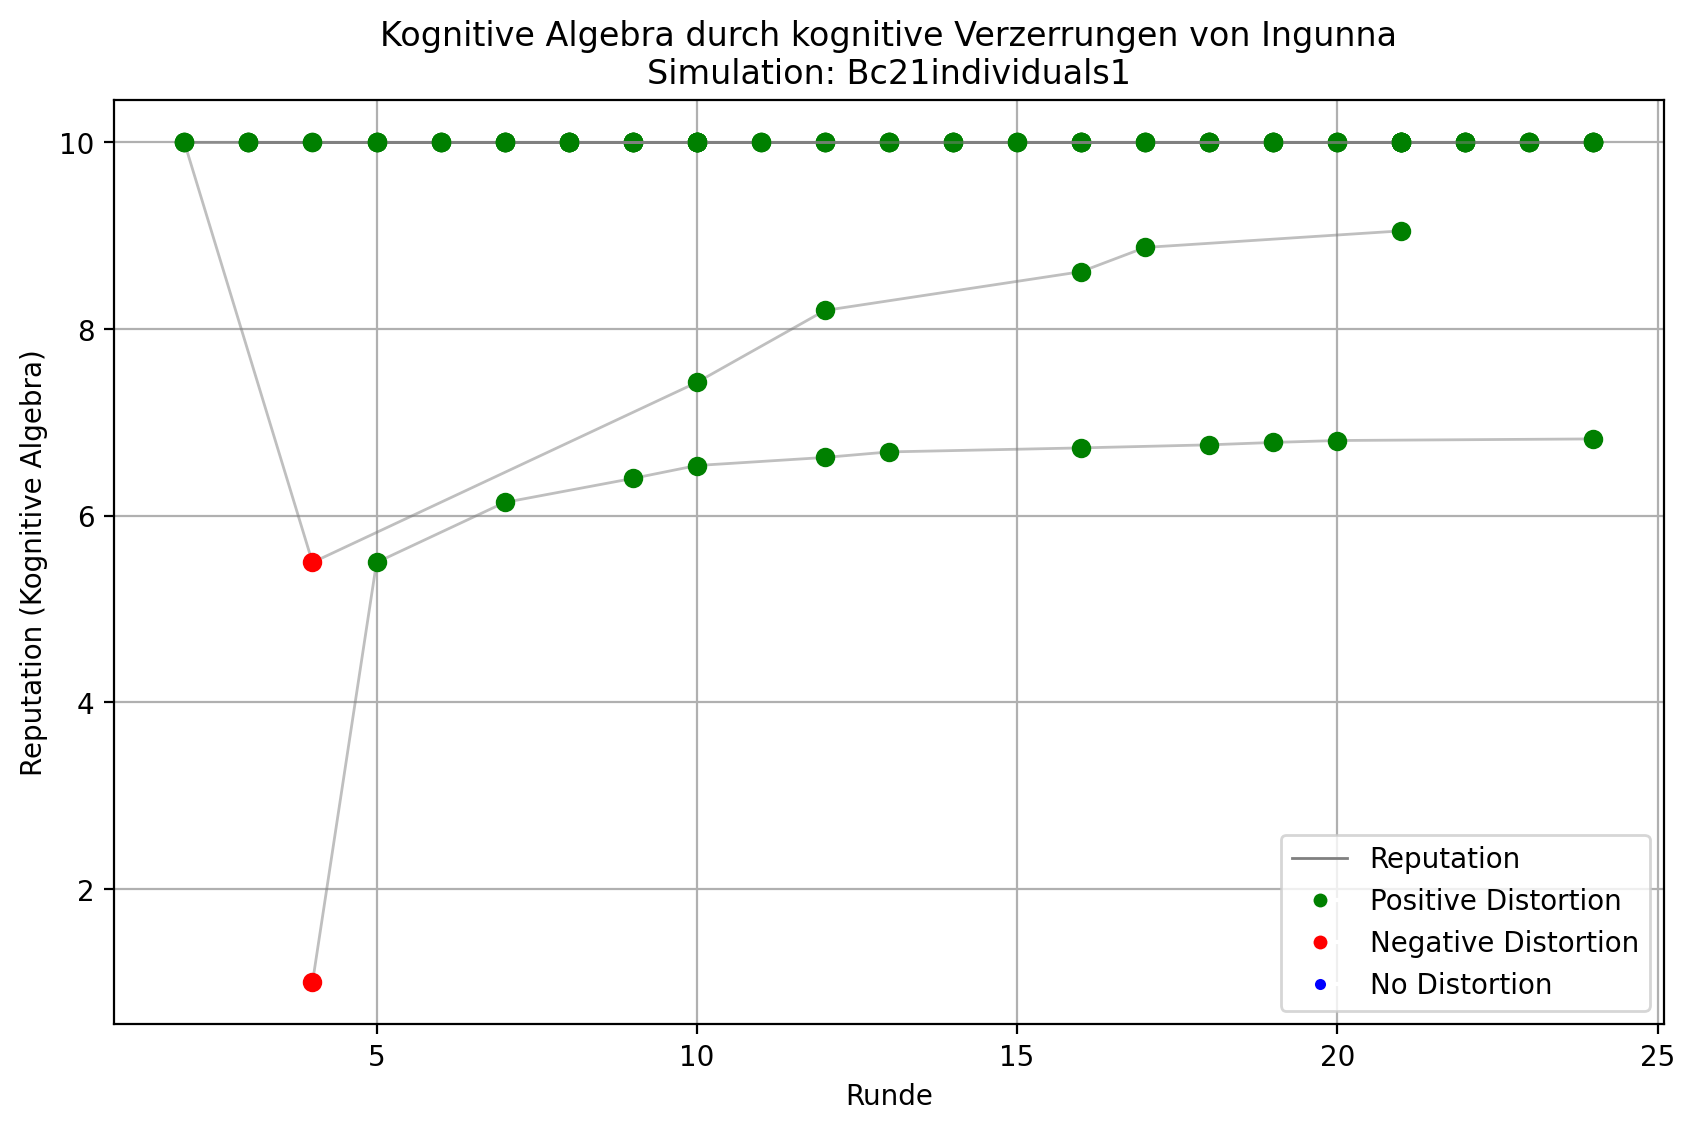 Kognitive Algebra durch kognitive Verzerrungen von Ingunna
Simulation: Bc21individuals1
Reputation (Kognitive Algebra)
10
8
6
4
2
Reputation
Positive Distortion
Negative Distortion
No Distortion
5
10
15
20
25
Runde